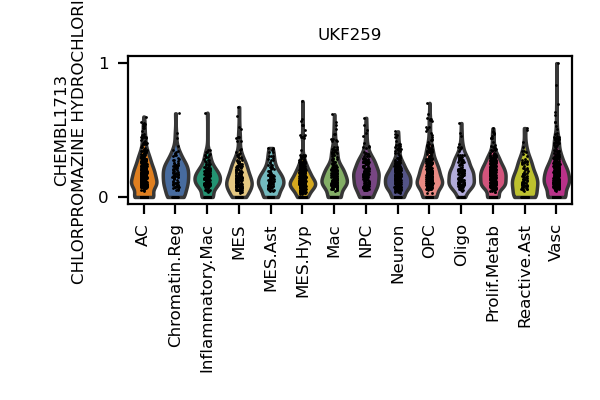 UKF259
CHEMBL1713
CHLORPROMAZINE HYDROCHLORI
1
0
AC
Chromatin.Reg
Inflammatory.Mac
MES
MES.Ast
MES.Hyp
Mac
NPC
Neuron
OPC
Oligo
Prolif.Metab
Reactive.Ast
Vasc